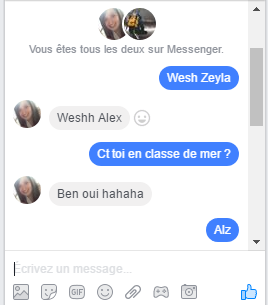 Vous êtes tous les deux sur Messenger.
Wesh Zeyla
Weshh Alex
Ct toi en classe de mer ?
Ben oui hahaha
Alz
Écrivez un message...
GIF